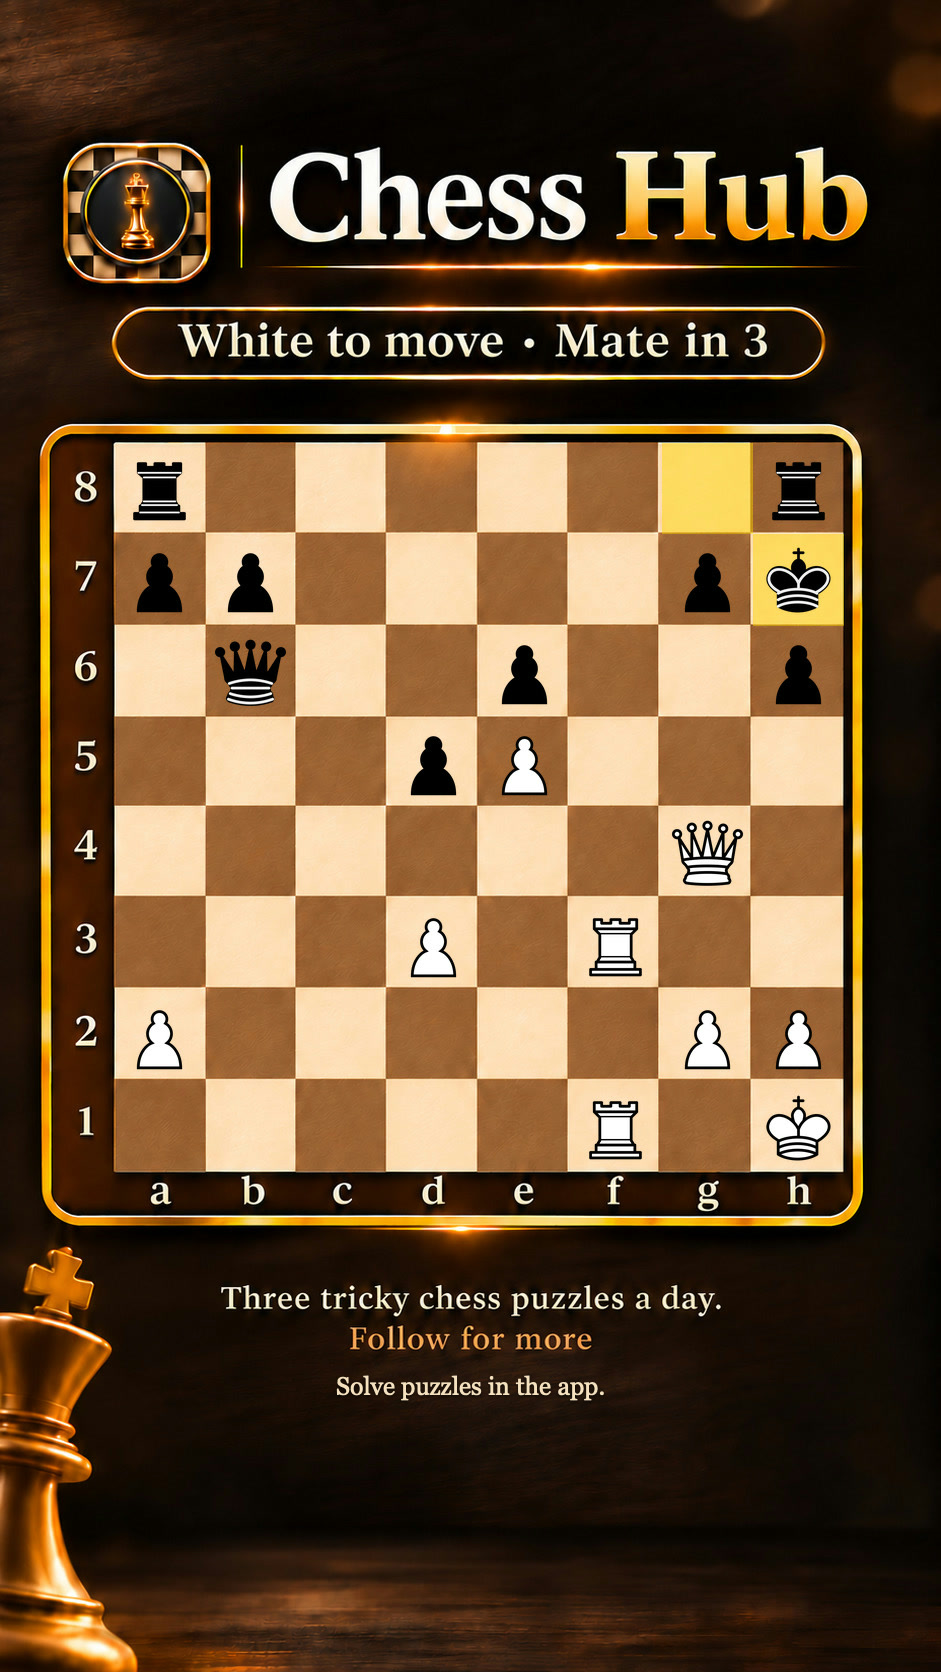 Chess Hub
White to move • Mate in 3
8
7
6
5
4
3
2
1
a b c d e f g h
Three tricky chess puzzles a day.
Follow for more
Solve puzzles in the app.